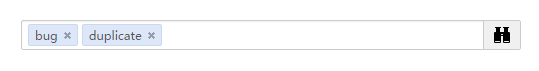 bug × duplicate ×